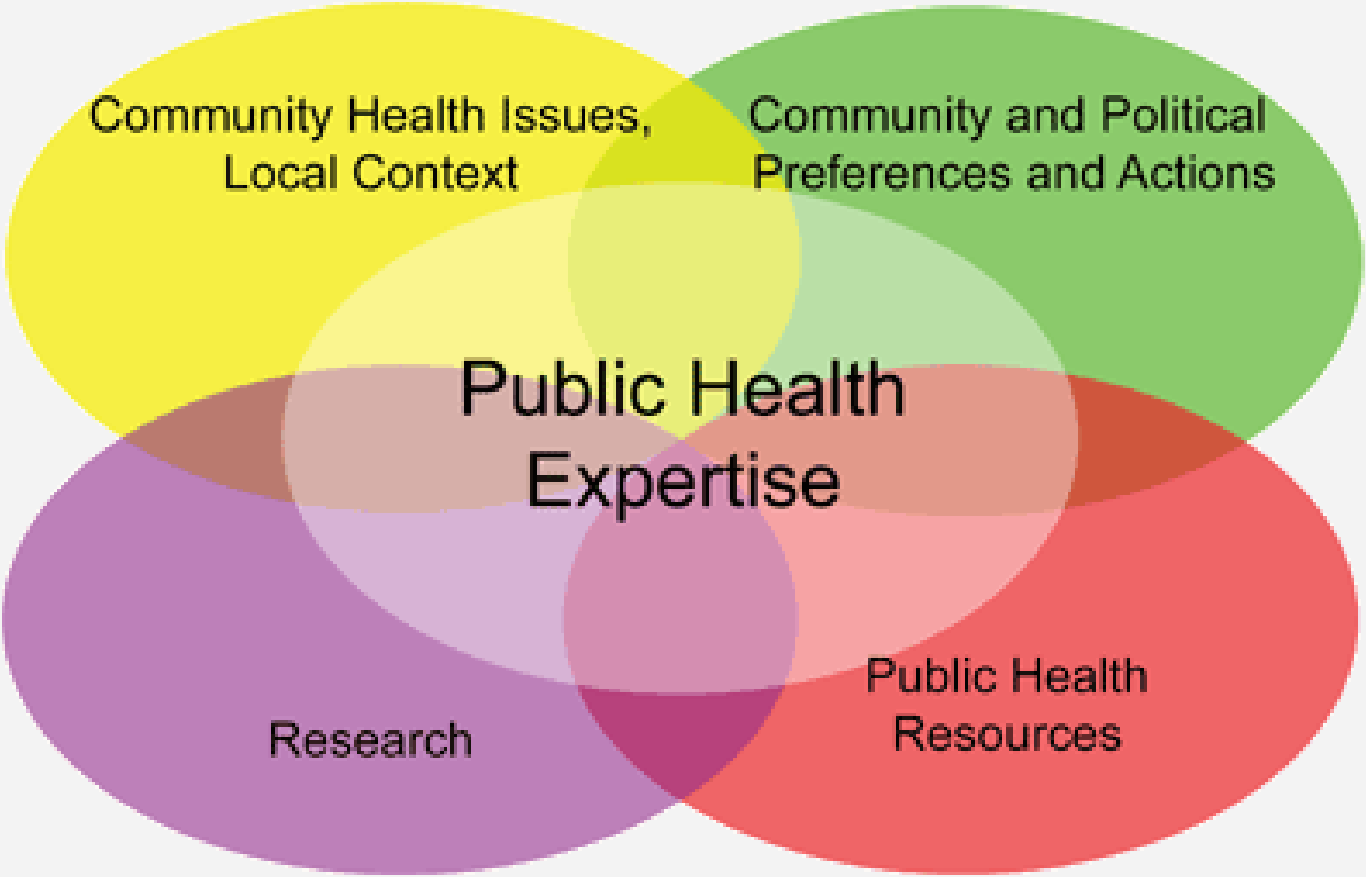 Community Health Issues,
Local Context
Community and Political
Preferences and Actions
Public Health
Expertise
Research
Public Health
Resources